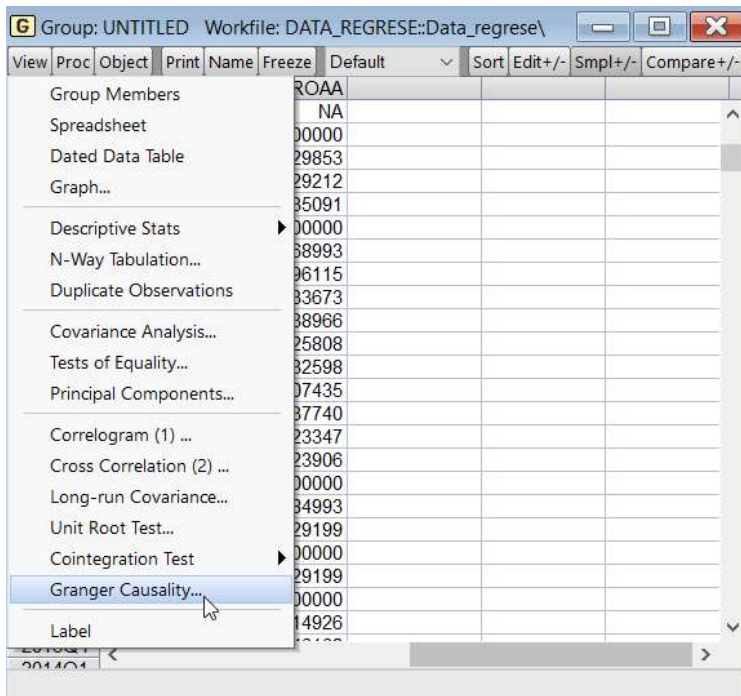 G Group: UNTITLED Workfile: DATA_REGRESE::Data_regrese\
View Proc Object Print Name Freeze Default Sort Edit+/- Smpl+/- Compare+/-
ROAA
Group Members
NA
Spreadsheet
00000
Dated Data Table
29853
Graph...
29212
35091
Descriptive Stats
00000
N-Way Tabulation...
68993
Duplicate Observations
96115
33673
Covariance Analysis...
38966
Tests of Equality...
25808
32598
Principal Components...
07435
37740
Correlogram (1) ...
23347
Cross Correlation (2) ...
23906
Long-run Covariance...
00000
34993
Unit Root Test...
29199
Cointegration Test
00000
29199
Granger Causality...
00000
Label
14926
2014Q1